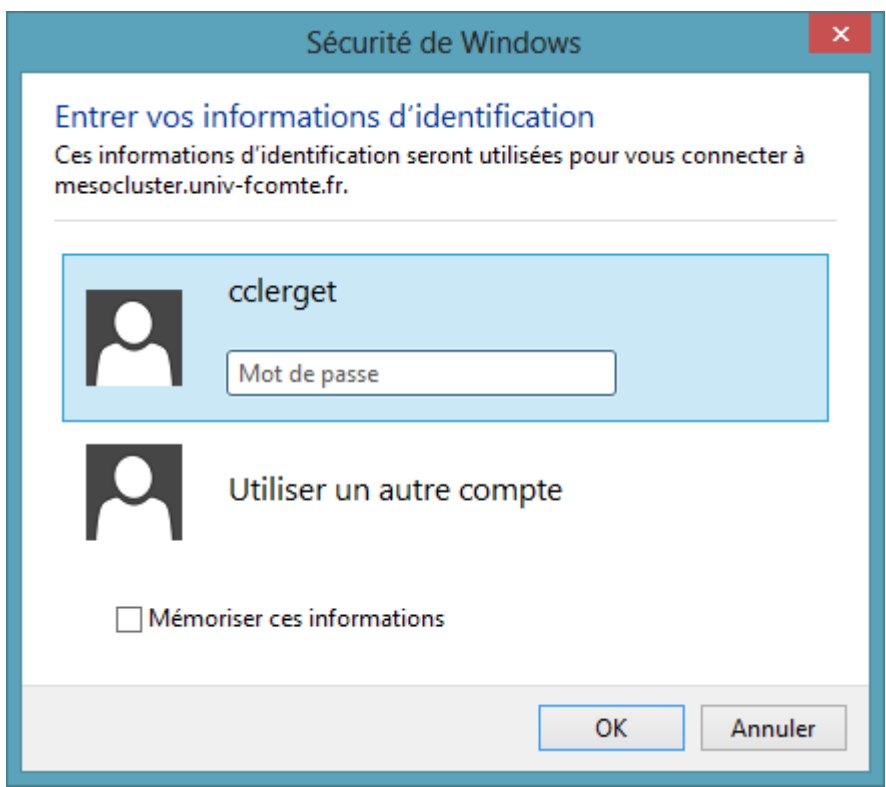 Sécurité de Windows
Entrer vos informations d'identification
Ces informations d'identification seront utilisées pour vous connecter à
mesocluster.univ-fcomte.fr.
cclerget
Mot de passe
Utiliser un autre compte
Mémoriser ces informations
OK
Annuler